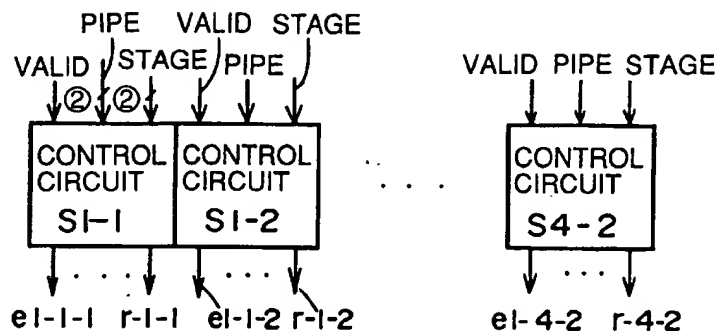 PIPE VALID STAGE
VALID STAGE PIPE
② ②
VALID PIPE STAGE
CONTROL CIRCUIT S1-1
CONTROL CIRCUIT S1-2
. . .
CONTROL CIRCUIT S4-2
e1-1-1 .... r-1-1 e1-1-2 ... r-1-2
e1-4-2 ... r-4-2